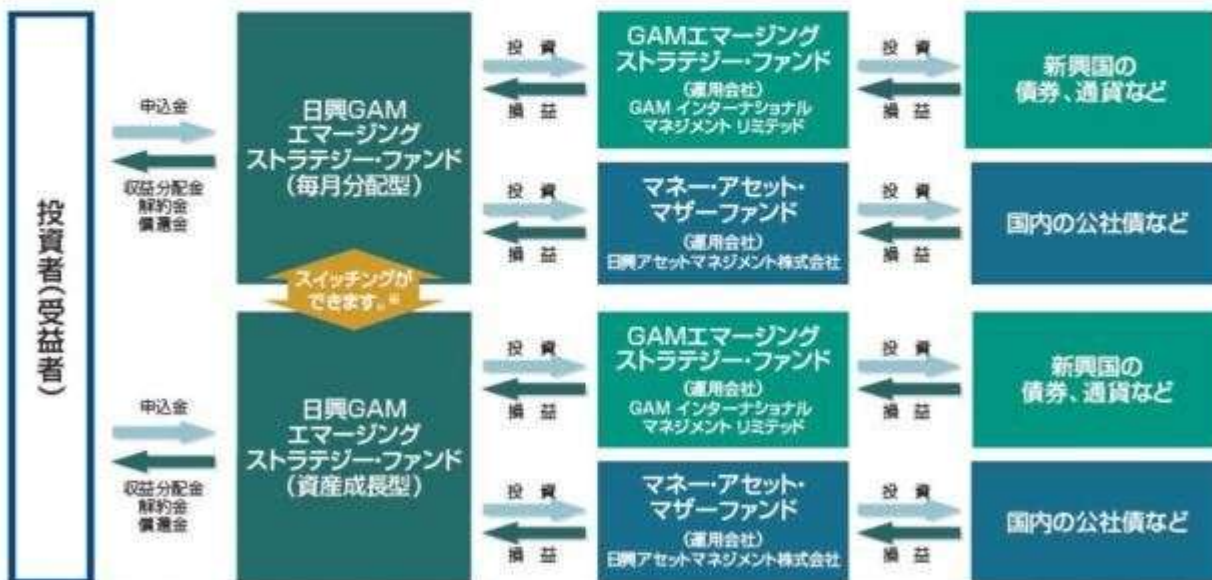 投資者(受益者)
申込金
収益分配金
解約金
償還金
日興GAM
エマージング
ストラテジー・ファンド
(毎月分配型)
投 資
損 益
GAMエマージング
ストラテジー・ファンド
(運用会社)
GAM インターナショナル
マネジメント リミテッド
投 資
損 益
新興国の
債券、通貨など
投 資
損 益
マネー・アセット・
マザーファンド
(運用会社)
日興アセットマネジメント株式会社
投 資
損 益
国内の公社債など
スイッチングが
できます。※
申込金
収益分配金
解約金
償還金
日興GAM
エマージング
ストラテジー・ファンド
(資産成長型)
投 資
損 益
GAMエマージング
ストラテジー・ファンド
(運用会社)
GAM インターナショナル
マネジメント リミテッド
投 資
損 益
新興国の
債券、通貨など
投 資
損 益
マネー・アセット・
マザーファンド
(運用会社)
日興アセットマネジメント株式会社
投 資
損 益
国内の公社債など